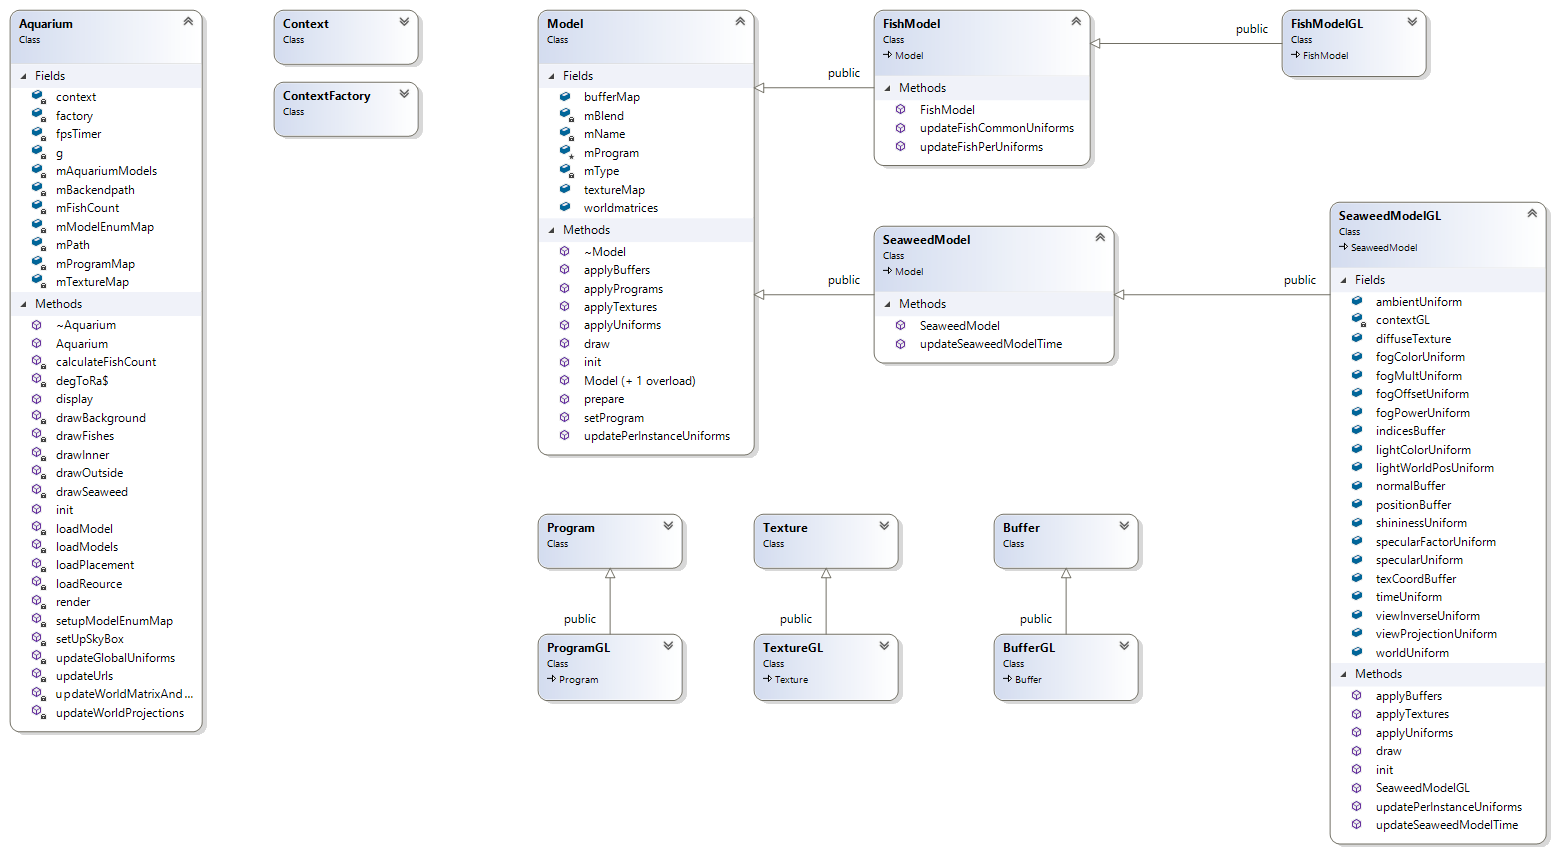 Aquarium
Class
Fields
context
factory
fpsTimer
g
mAquariumModels
mBackendpath
mFishCount
mModelEnumMap
mPath
mProgramMap
mTextureMap
Methods
~Aquarium
Aquarium
calculateFishCount
degToRa$
display
drawBackground
drawFishes
drawInner
drawOutside
drawSeaweed
init
loadModel
loadModels
loadPlacement
loadReource
render
setupModelEnumMap
setUpSkyBox
updateGlobalUniforms
updateUrls
updateWorldMatrixAnd...
updateWorldProjections
Context
Class
ContextFactory
Class
Model
Class
Fields
bufferMap
mBlend
mName
mProgram
mType
textureMap
worldmatrices
Methods
~Model
applyBuffers
applyPrograms
applyTextures
applyUniforms
draw
init
Model (+ 1 overload)
prepare
setProgram
updatePerInstanceUniforms
public
FishModel
Class
Model
Methods
FishModel
updateFishCommonUniforms
updateFishPerUniforms
public
FishModelGL
Class
FishModel
public
SeaweedModel
Class
Model
Methods
SeaweedModel
updateSeaweedModelTime
public
SeaweedModelGL
Class
SeaweedModel
Fields
ambientUniform
contextGL
diffuseTexture
fogColorUniform
fogMultUniform
fogOffsetUniform
fogPowerUniform
indicesBuffer
lightColorUniform
lightWorldPosUniform
normalBuffer
positionBuffer
shininessUniform
specularFactorUniform
specularUniform
texCoordBuffer
timeUniform
viewInverseUniform
viewProjectionUniform
worldUniform
Methods
applyBuffers
applyTextures
applyUniforms
draw
init
SeaweedModelGL
updatePerInstanceUniforms
updateSeaweedModelTime
Program
Class
public
ProgramGL
Class
Program
Texture
Class
public
TextureGL
Class
Texture
Buffer
Class
public
BufferGL
Class
Buffer